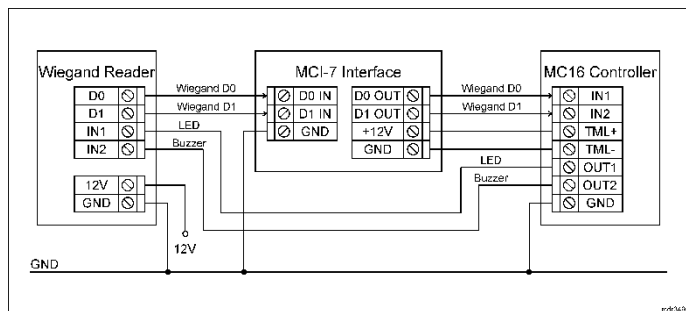 Wiegand Reader
D0
D1
IN1
IN2
12V
GND
Wiegand D0
Wiegand D1
LED
Buzzer
12V
MCI-7 Interface
D0 IN
D1 IN
GND
D0 OUT
D1 OUT
+12V
GND
Wiegand D0
Wiegand D1
LED
Buzzer
MC16 Controller
IN1
IN2
TML+
TML-
OUT1
OUT2
GND
GND